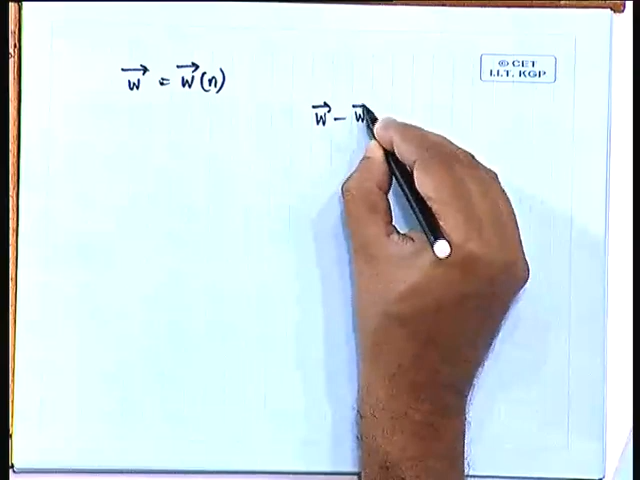 © CET
I.I.T. KGP
w⃗ = w⃗(n)
w⃗ - w⃗